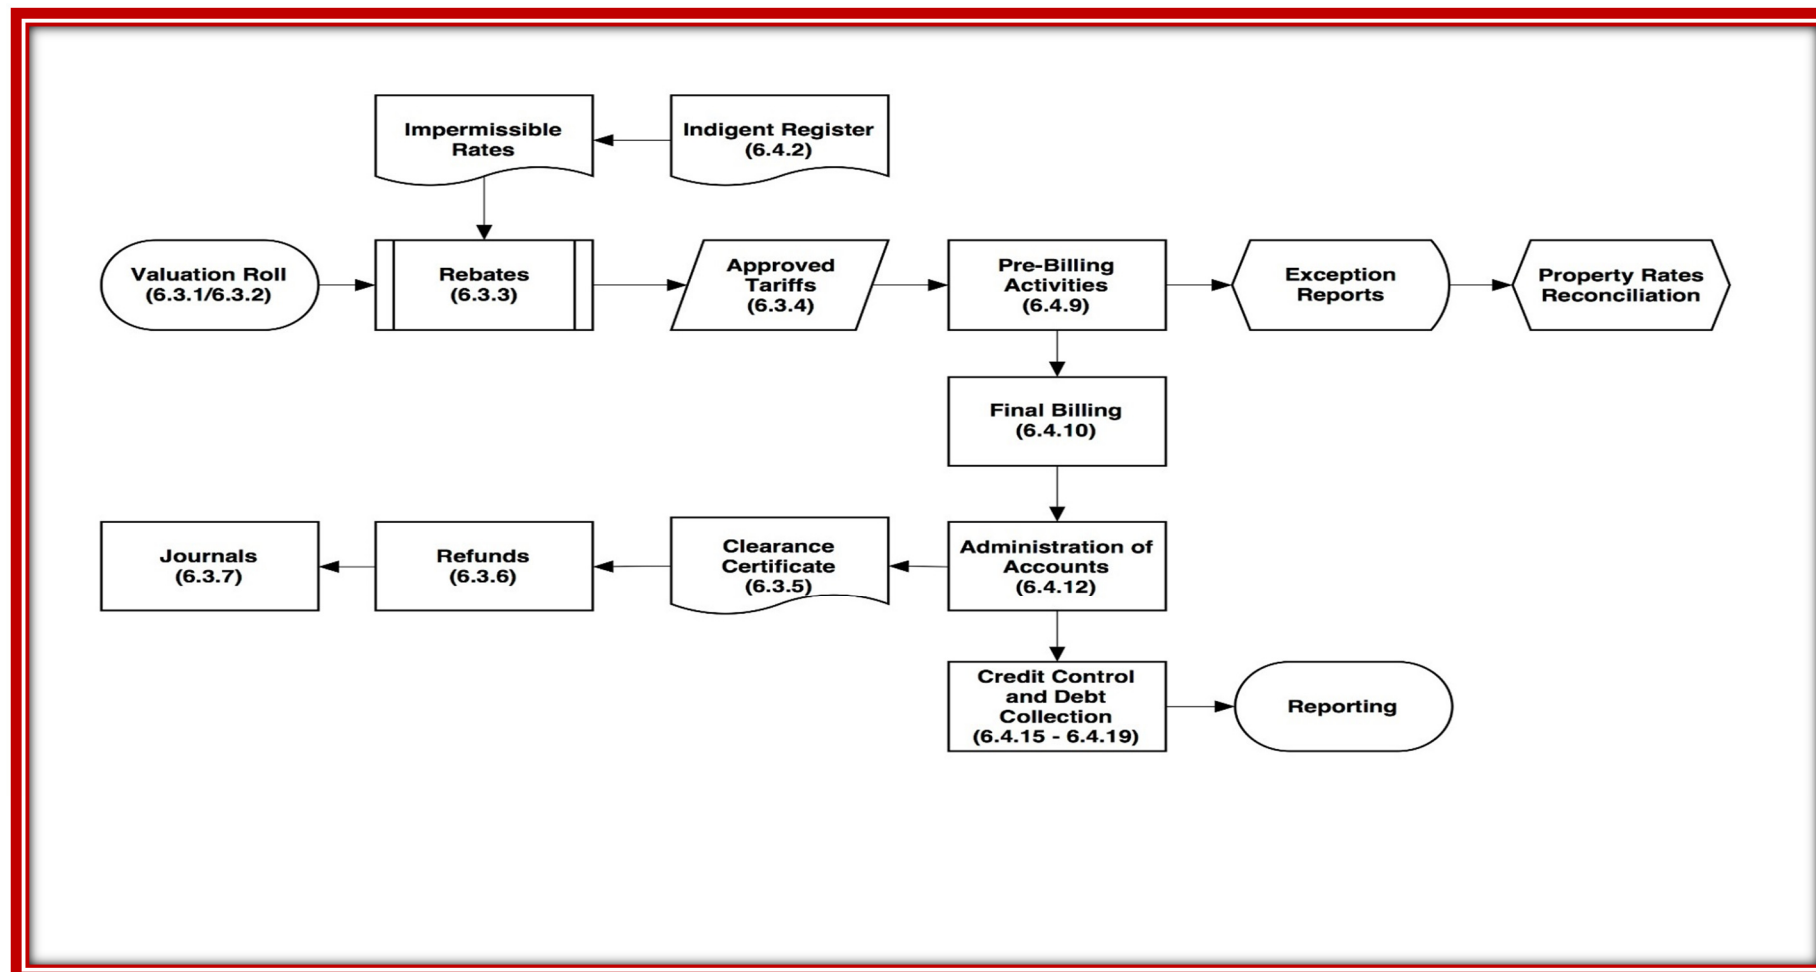 Impermissible
Rates
Indigent Register
(6.4.2)
Valuation Roll
(6.3.1/6.3.2)
Rebates
(6.3.3)
Approved
Tariffs
(6.3.4)
Pre-Billing
Activities
(6.4.9)
Exception
Reports
Property Rates
Reconciliation
Final Billing
(6.4.10)
Journals
(6.3.7)
Refunds
(6.3.6)
Clearance
Certificate
(6.3.5)
Administration of
Accounts
(6.4.12)
Credit Control
and Debt
Collection
(6.4.15 - 6.4.19)
Reporting